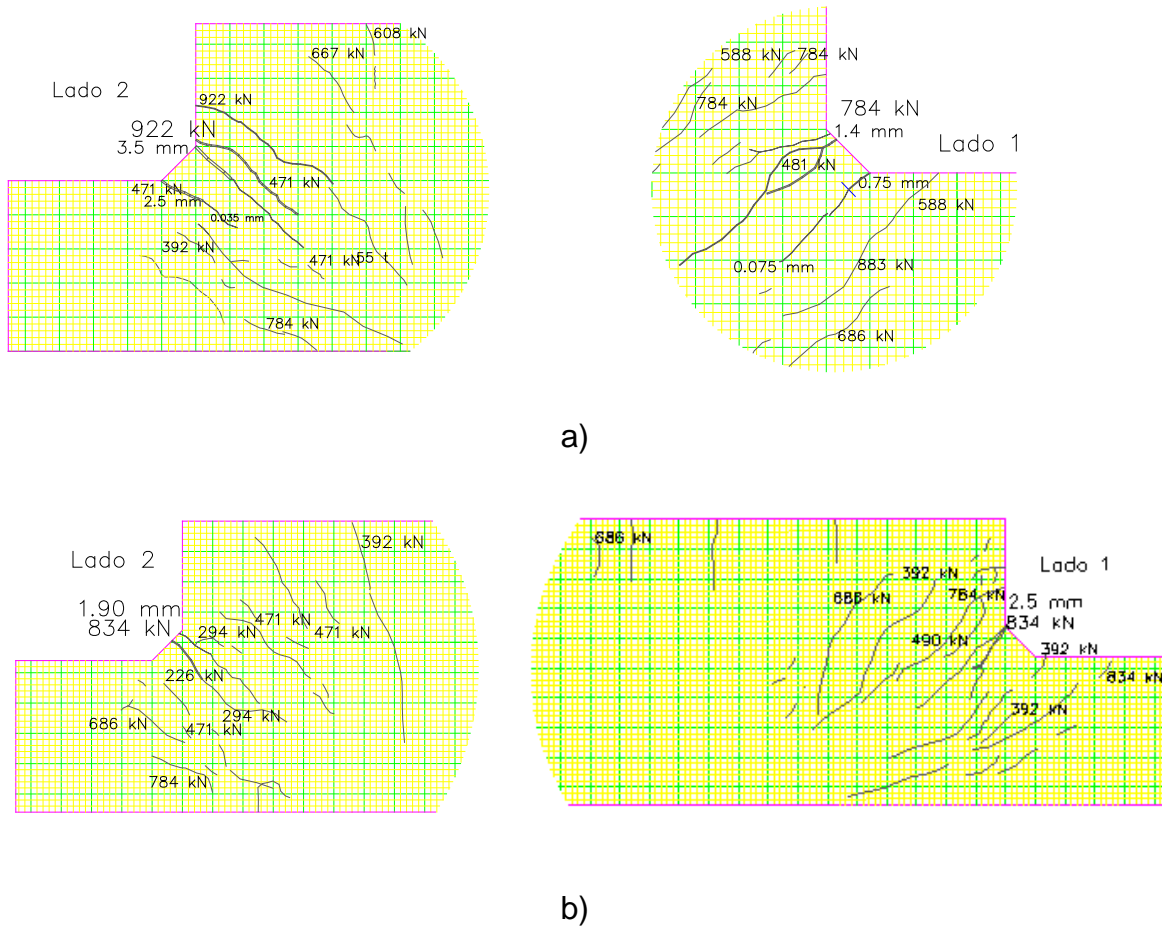 608 kN
667 kN
Lado 2
922 kN
922 kN
3.5 mm
471 kN
471 kN
2.5 mm
0.035 mm
392 kN
471 kN
55 t
784 kN
588 kN
784 kN
784 kN
784 kN
1.4 mm
Lado 1
481 kN
0.75 mm
588 kN
0.075 mm
883 kN
686 kN
a)
392 kN
Lado 2
1.90 mm
834 kN
471 kN
294 kN
471 kN
226 kN
294 kN
686 kN
471 kN
784 kN
686 kN
392 kN
Lado 1
686 kN
784 kN
2.5 mm
834 kN
490 kN
392 kN
834 kN
392 kN
b)